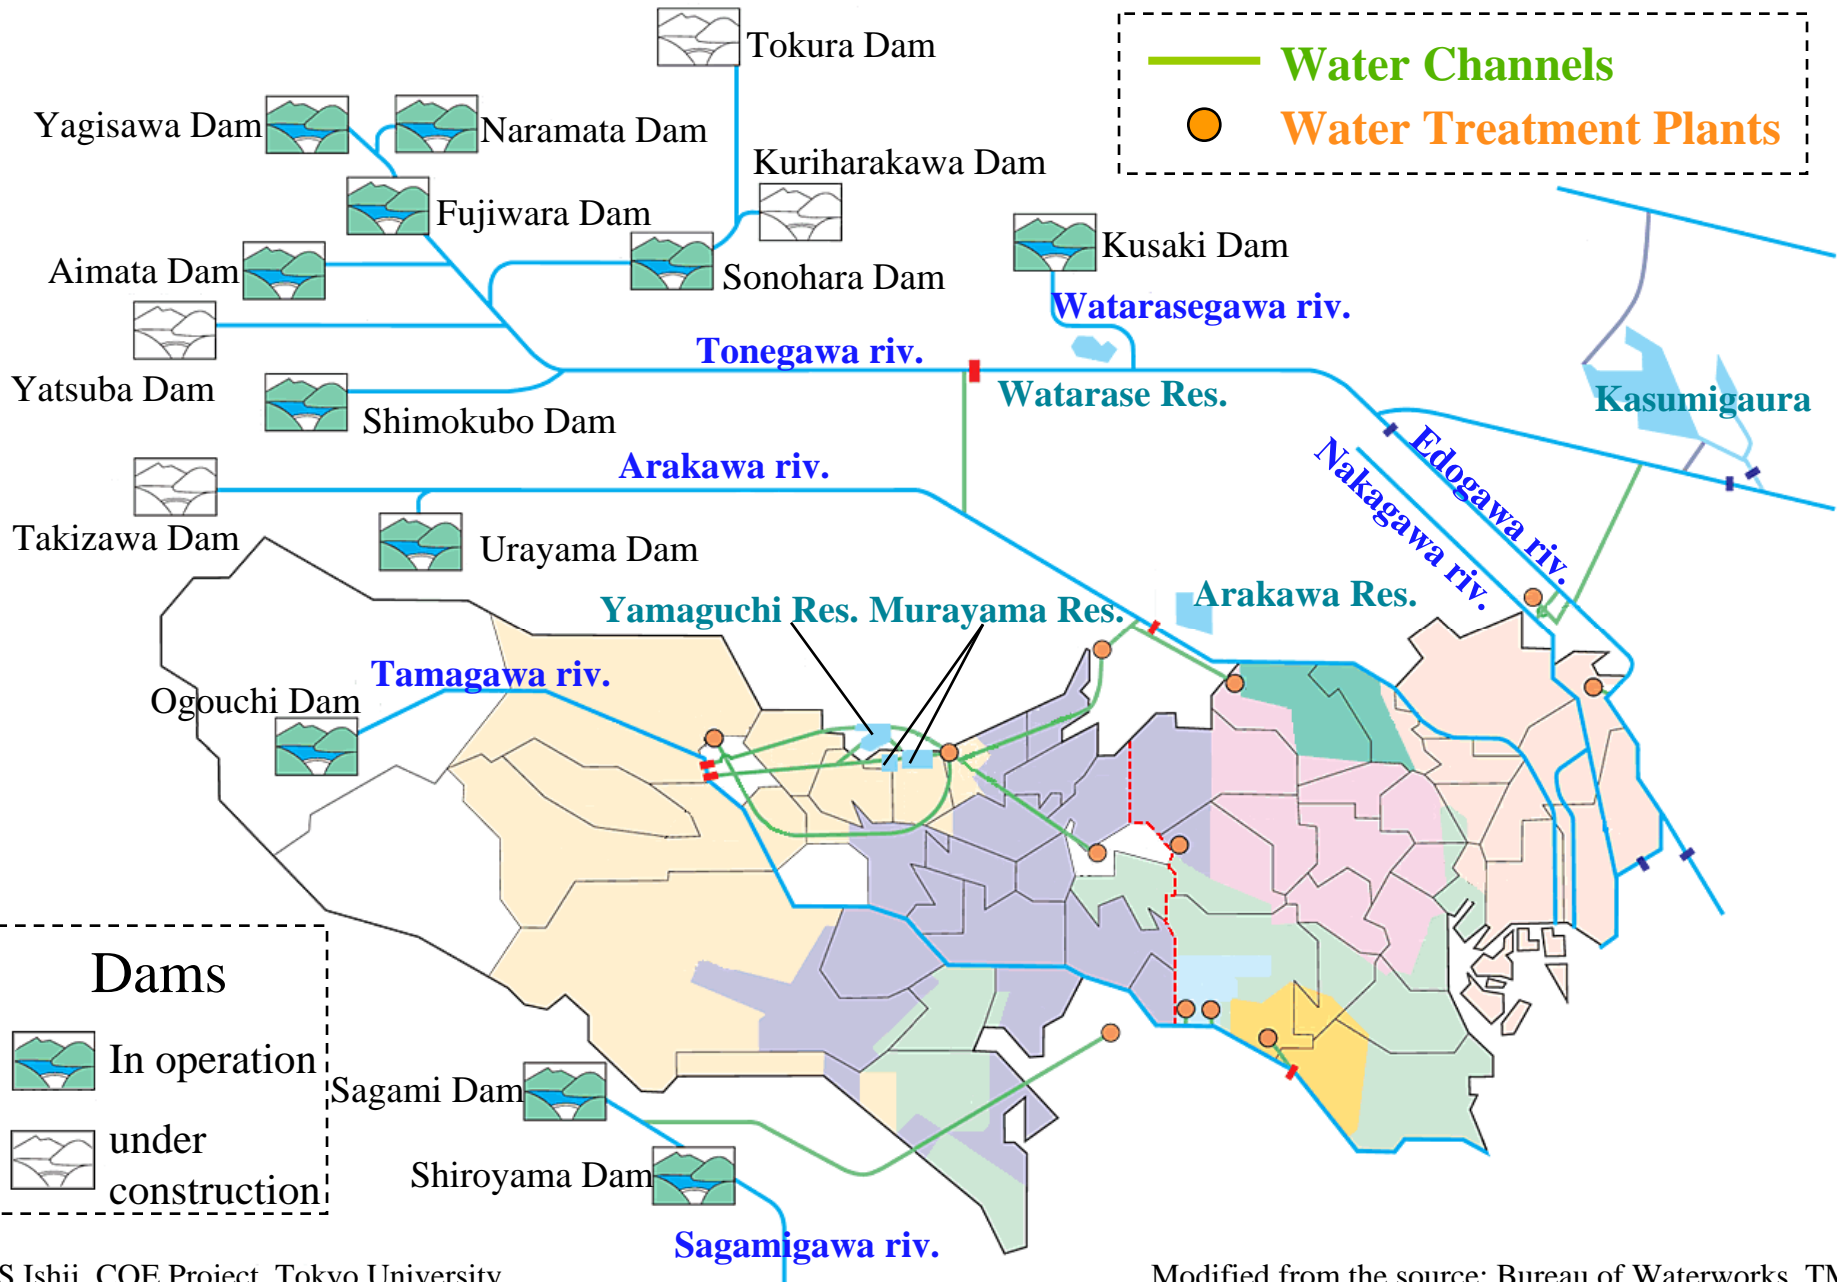 Tokura Dam
Water Channels
Water Treatment Plants
Yagisawa Dam
Naramata Dam
Kuriharakawa Dam
Fujiwara Dam
Kusaki Dam
Aimata Dam
Sonohara Dam
Watarasegawa riv.
Tonegawa riv.
Yatsuba Dam
Watarase Res.
Kasumigaura
Shimokubo Dam
Arakawa riv.
Edogawa riv.
Nakagawa riv.
Takizawa Dam
Urayama Dam
Yamaguchi Res.
Murayama Res.
Arakawa Res.
Tamagawa riv.
Ogouchi Dam
Dams
In operation
under
construction
Sagami Dam
Shiroyama Dam
Sagamigawa riv.
S Ishii, COE Project, Tokyo University
Modified from the source: Bureau of Waterworks, TM